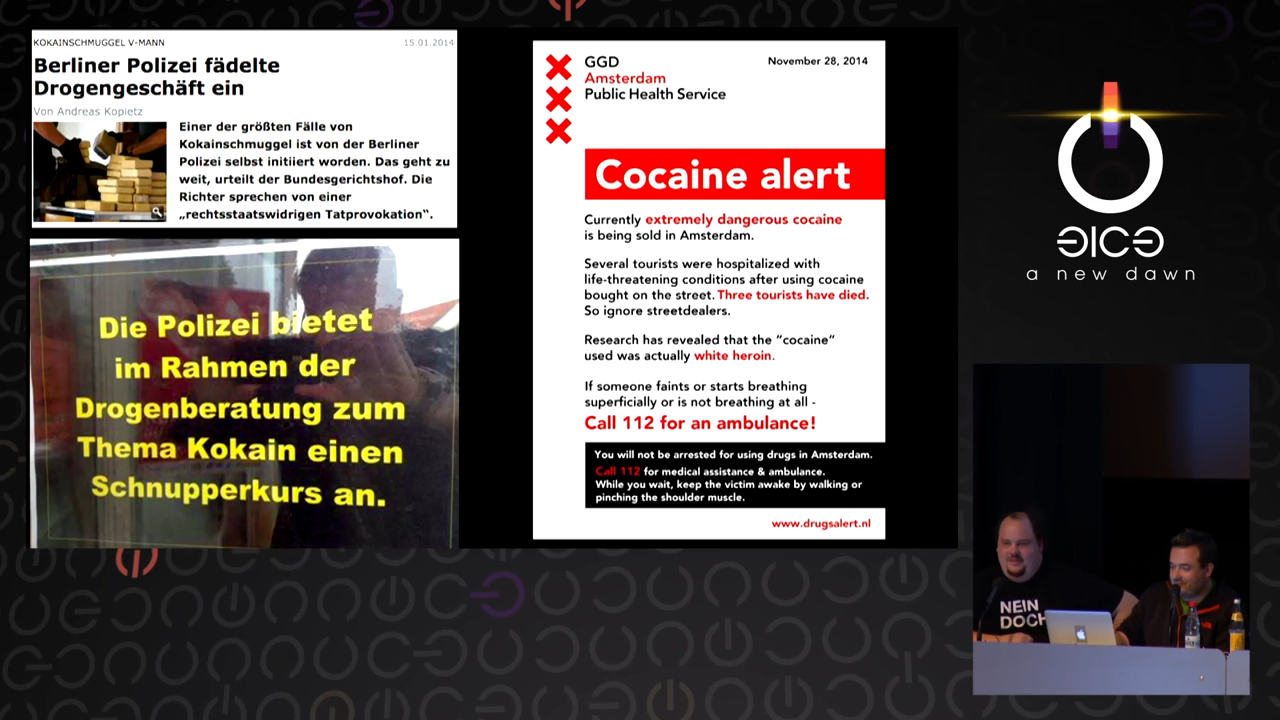 KOKAINSCHMUGGEL V-MANN 15.01.2014
Berliner Polizei fädelte
Drogengeschäft ein
Von Andreas Kopietz
Einer der größten Fälle von
Kokainschmuggel ist von der Berliner
Polizei selbst initiiert worden. Das geht zu
weit, urteilt der Bundesgerichtshof. Die
Richter sprechen von einer
„rechtsstaatswidrigen Tatprovokation“.
Die Polizei bietet
im Rahmen der
Drogenberatung zum
Thema Kokain einen
Schnupperkurs an.
GGD November 28, 2014
Amsterdam
Public Health Service
Cocaine alert
Currently extremely dangerous cocaine
is being sold in Amsterdam.
Several tourists were hospitalized with
life-threatening conditions after using cocaine
bought on the street. Three tourists have died.
So ignore streetdealers.
Research has revealed that the “cocaine”
used was actually white heroin.
If someone faints or starts breathing
superficially or is not breathing at all -
Call 112 for an ambulance!
You will not be arrested for using drugs in Amsterdam.
Call 112 for medical assistance & ambulance.
While you wait, keep the victim awake by walking or
pinching the shoulder muscle.
www.drugsalert.nl
a new dawn
NEIN
DOCH